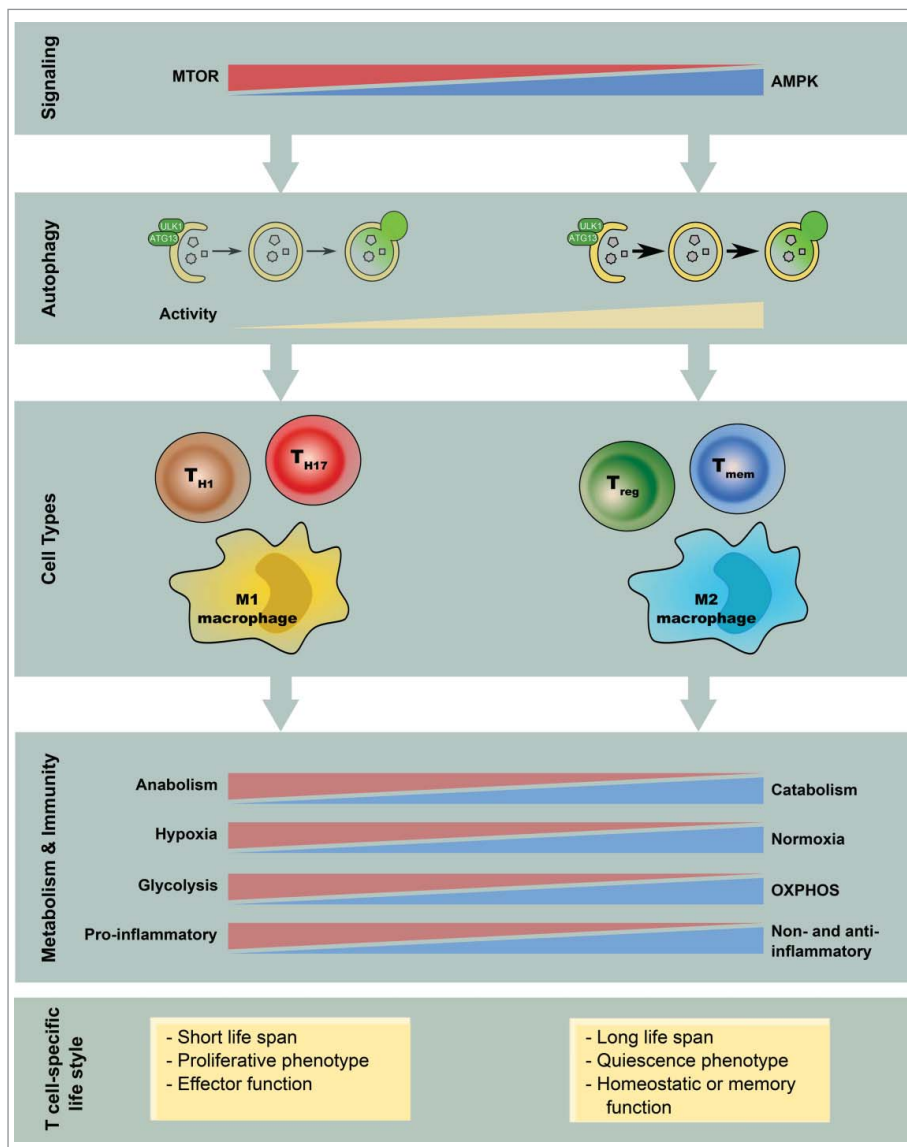 Signaling
MTOR
AMPK
Autophagy
ULK1
ATG13
ULK1
ATG13
Activity
Cell Types
TH1
TH17
Treg
Tmem
M1
macrophage
M2
macrophage
Metabolism & Immunity
Anabolism
Catabolism
Hypoxia
Normoxia
Glycolysis
OXPHOS
Pro-inflammatory
Non- and anti-
inflammatory
T cell-specific
life style
- Short life span
- Proliferative phenotype
- Effector function
- Long life span
- Quiescence phenotype
- Homeostatic or memory
function